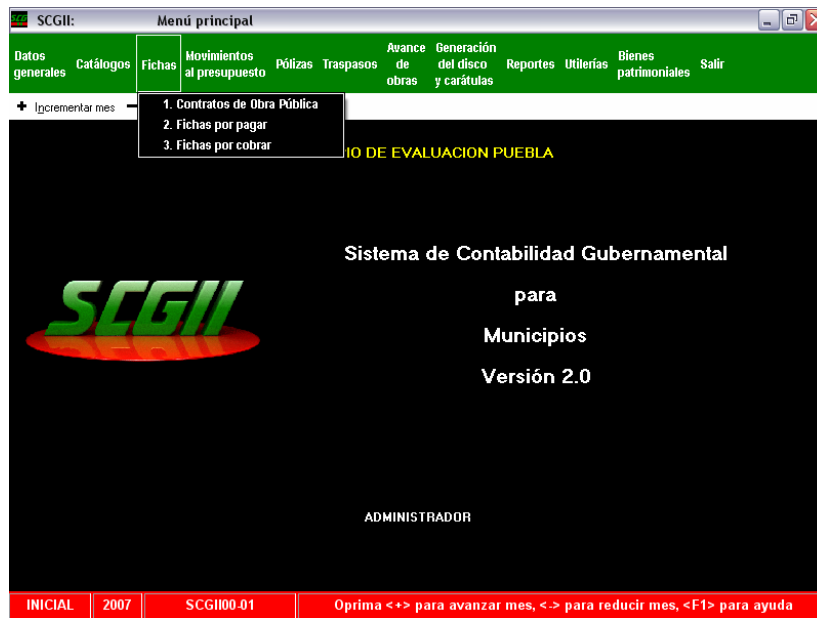 SCGII: Menú principal
Datos generales
Catálogos
Fichas
Movimientos al presupuesto
Pólizas
Traspasos
Avance de obras
Generación del disco y carátulas
Reportes
Utilerías
Bienes patrimoniales
Salir
+ Incrementar mes -
1. Contratos de Obra Pública
2. Fichas por pagar
3. Fichas por cobrar
IO DE EVALUACION PUEBLA
Sistema de Contabilidad Gubernamental
para
Municipios
Versión 2.0
SCGII
ADMINISTRADOR
INICIAL 2007 SCGII00-01 Oprima <+> para avanzar mes, <-> para reducir mes, <F1> para ayuda